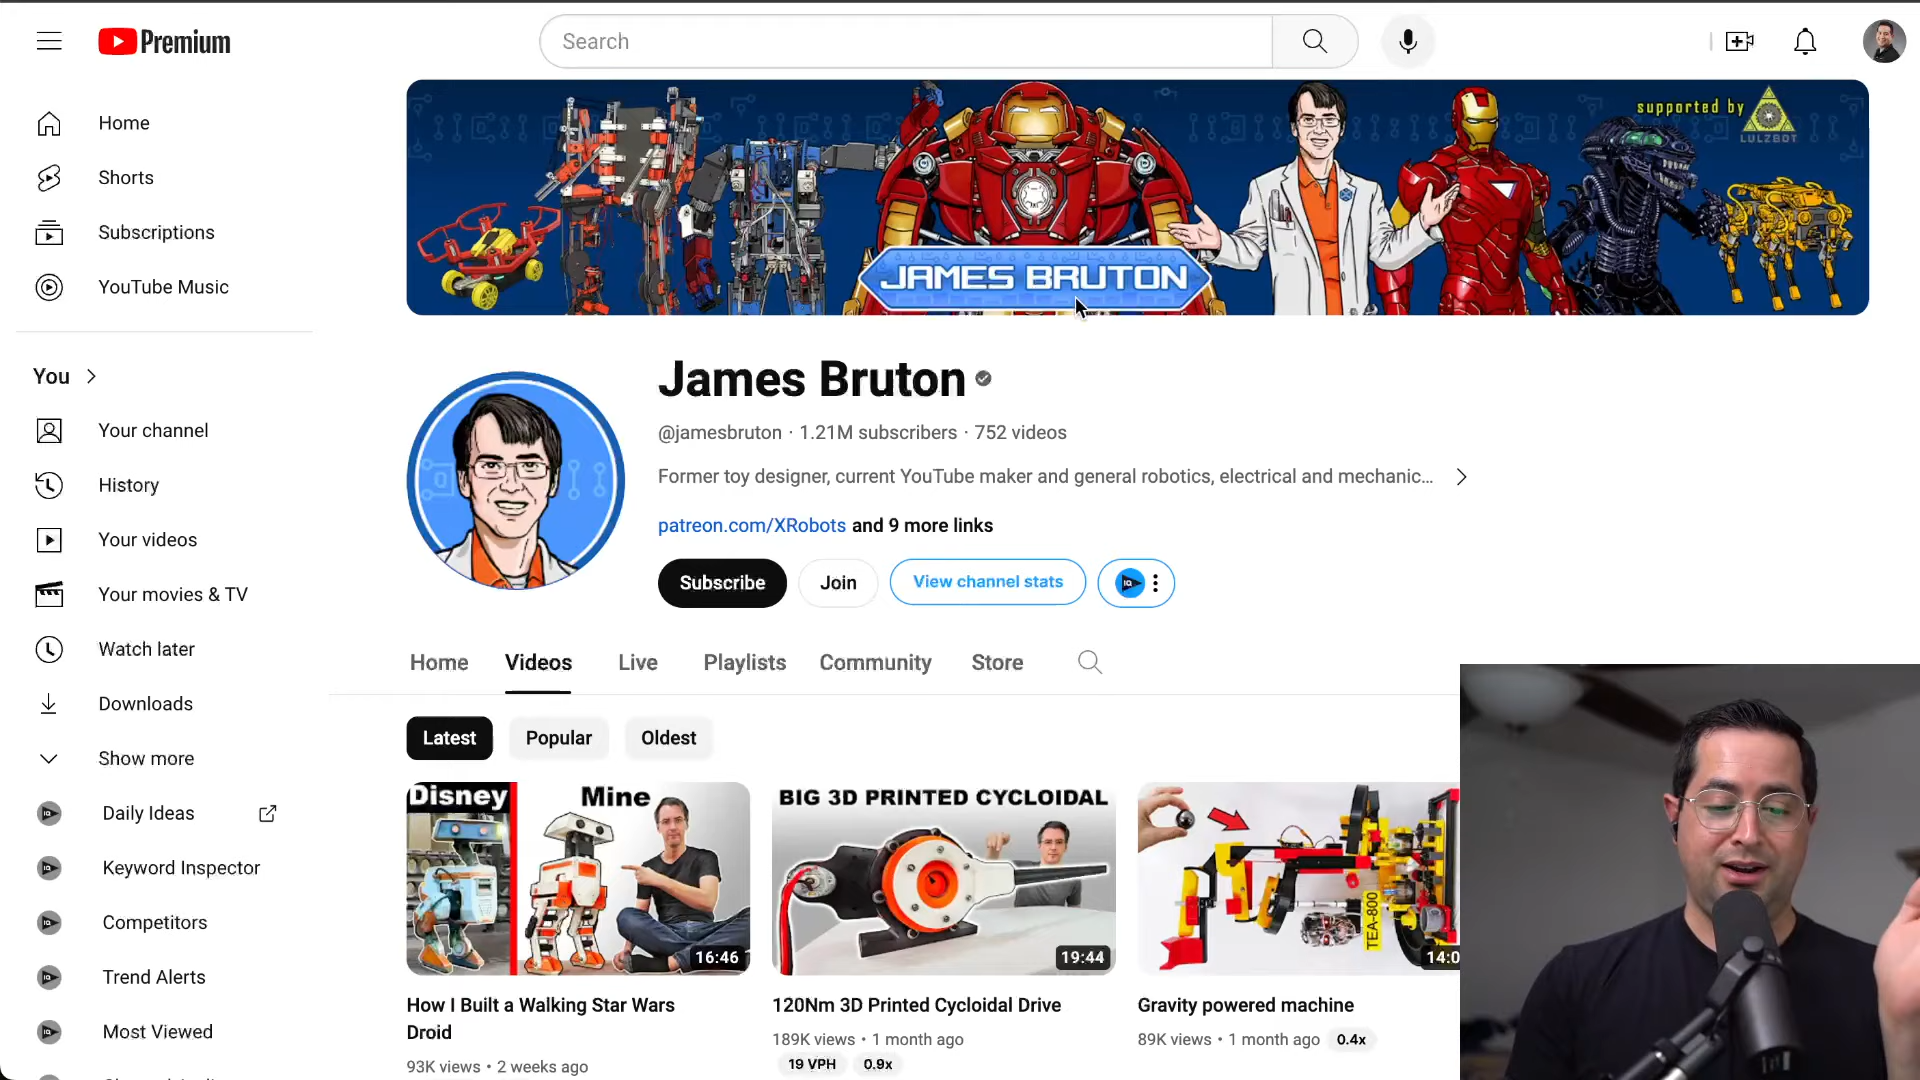 Premium
Search
Home
Shorts
Subscriptions
YouTube Music
You
Your channel
History
Your videos
Your movies & TV
Watch later
Downloads
Show more
Daily Ideas
Keyword Inspector
Competitors
Trend Alerts
Most Viewed
supported by
LULZBOT
JAMES BRUTON
James Bruton
@jamesbruton · 1.21M subscribers · 752 videos
Former toy designer, current YouTube maker and general robotics, electrical and mechanic...
patreon.com/XRobots and 9 more links
Subscribe
Join
View channel stats
IQ
Home
Videos
Live
Playlists
Community
Store
Latest
Popular
Oldest
Disney
Mine
16:46
How I Built a Walking Star Wars
Droid
93K views • 2 weeks ago
BIG 3D PRINTED CYCLOIDAL
19:44
120Nm 3D Printed Cycloidal Drive
189K views • 1 month ago
19 VPH
0.9x
TEA-800
14:0
Gravity powered machine
89K views • 1 month ago
0.4x